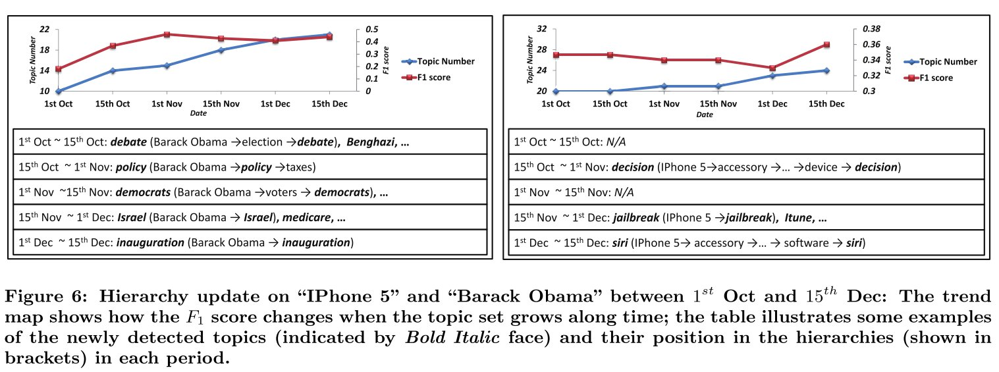 22
18
14
10
Topic Number
0.5
0.4
0.3
0.2
0.1
0
F1 score
1st Oct 15th Oct 1st Nov 15th Nov 1st Dec 15th Dec
Date
Topic Number
F1 score
1st Oct ~ 15th Oct: debate (Barack Obama →election →debate), Benghazi, ...
15th Oct ~ 1st Nov: policy (Barack Obama →policy →taxes)
1st Nov ~15th Nov: democrats (Barack Obama →voters → democrats), ...
15th Nov ~ 1st Dec: Israel (Barack Obama → Israel), medicare, ...
1st Dec ~ 15th Dec: inauguration (Barack Obama → inauguration)
32
28
24
20
Topic Number
0.38
0.36
0.34
0.32
0.3
F1 score
1st Oct 15th Oct 1st Nov 15th Nov 1st Dec 15th Dec
Date
Topic Number
F1 score
1st Oct ~ 15th Oct: N/A
15th Oct ~ 1st Nov: decision (IPhone 5→accessory →... →device → decision)
1st Nov ~ 15th Nov: N/A
15th Nov ~ 1st Dec: jailbreak (IPhone 5 →jailbreak), Itune, ...
1st Dec ~ 15th Dec: siri (IPhone 5→ accessory →... → software → siri)
Figure 6: Hierarchy update on “IPhone 5” and “Barack Obama” between 1st Oct and 15th Dec: The trend
map shows how the F1 score changes when the topic set grows along time; the table illustrates some examples
of the newly detected topics (indicated by Bold Italic face) and their position in the hierarchies (shown in
brackets) in each period.